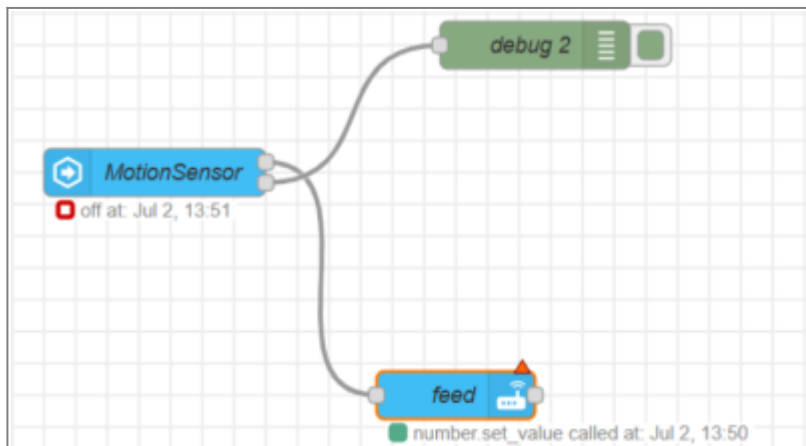 debug 2
MotionSensor
off at: Jul 2, 13:51
feed
number.set_value called at: Jul 2, 13:50